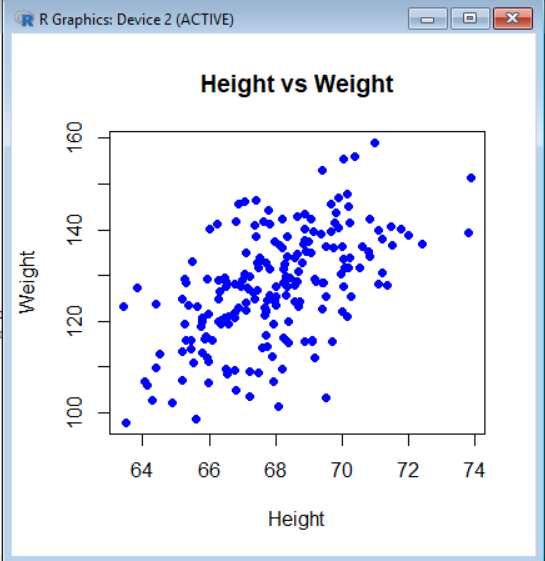 R Graphics: Device 2 (ACTIVE)
Height vs Weight
160
140
120
100
Weight
64 66 68 70 72 74
Height